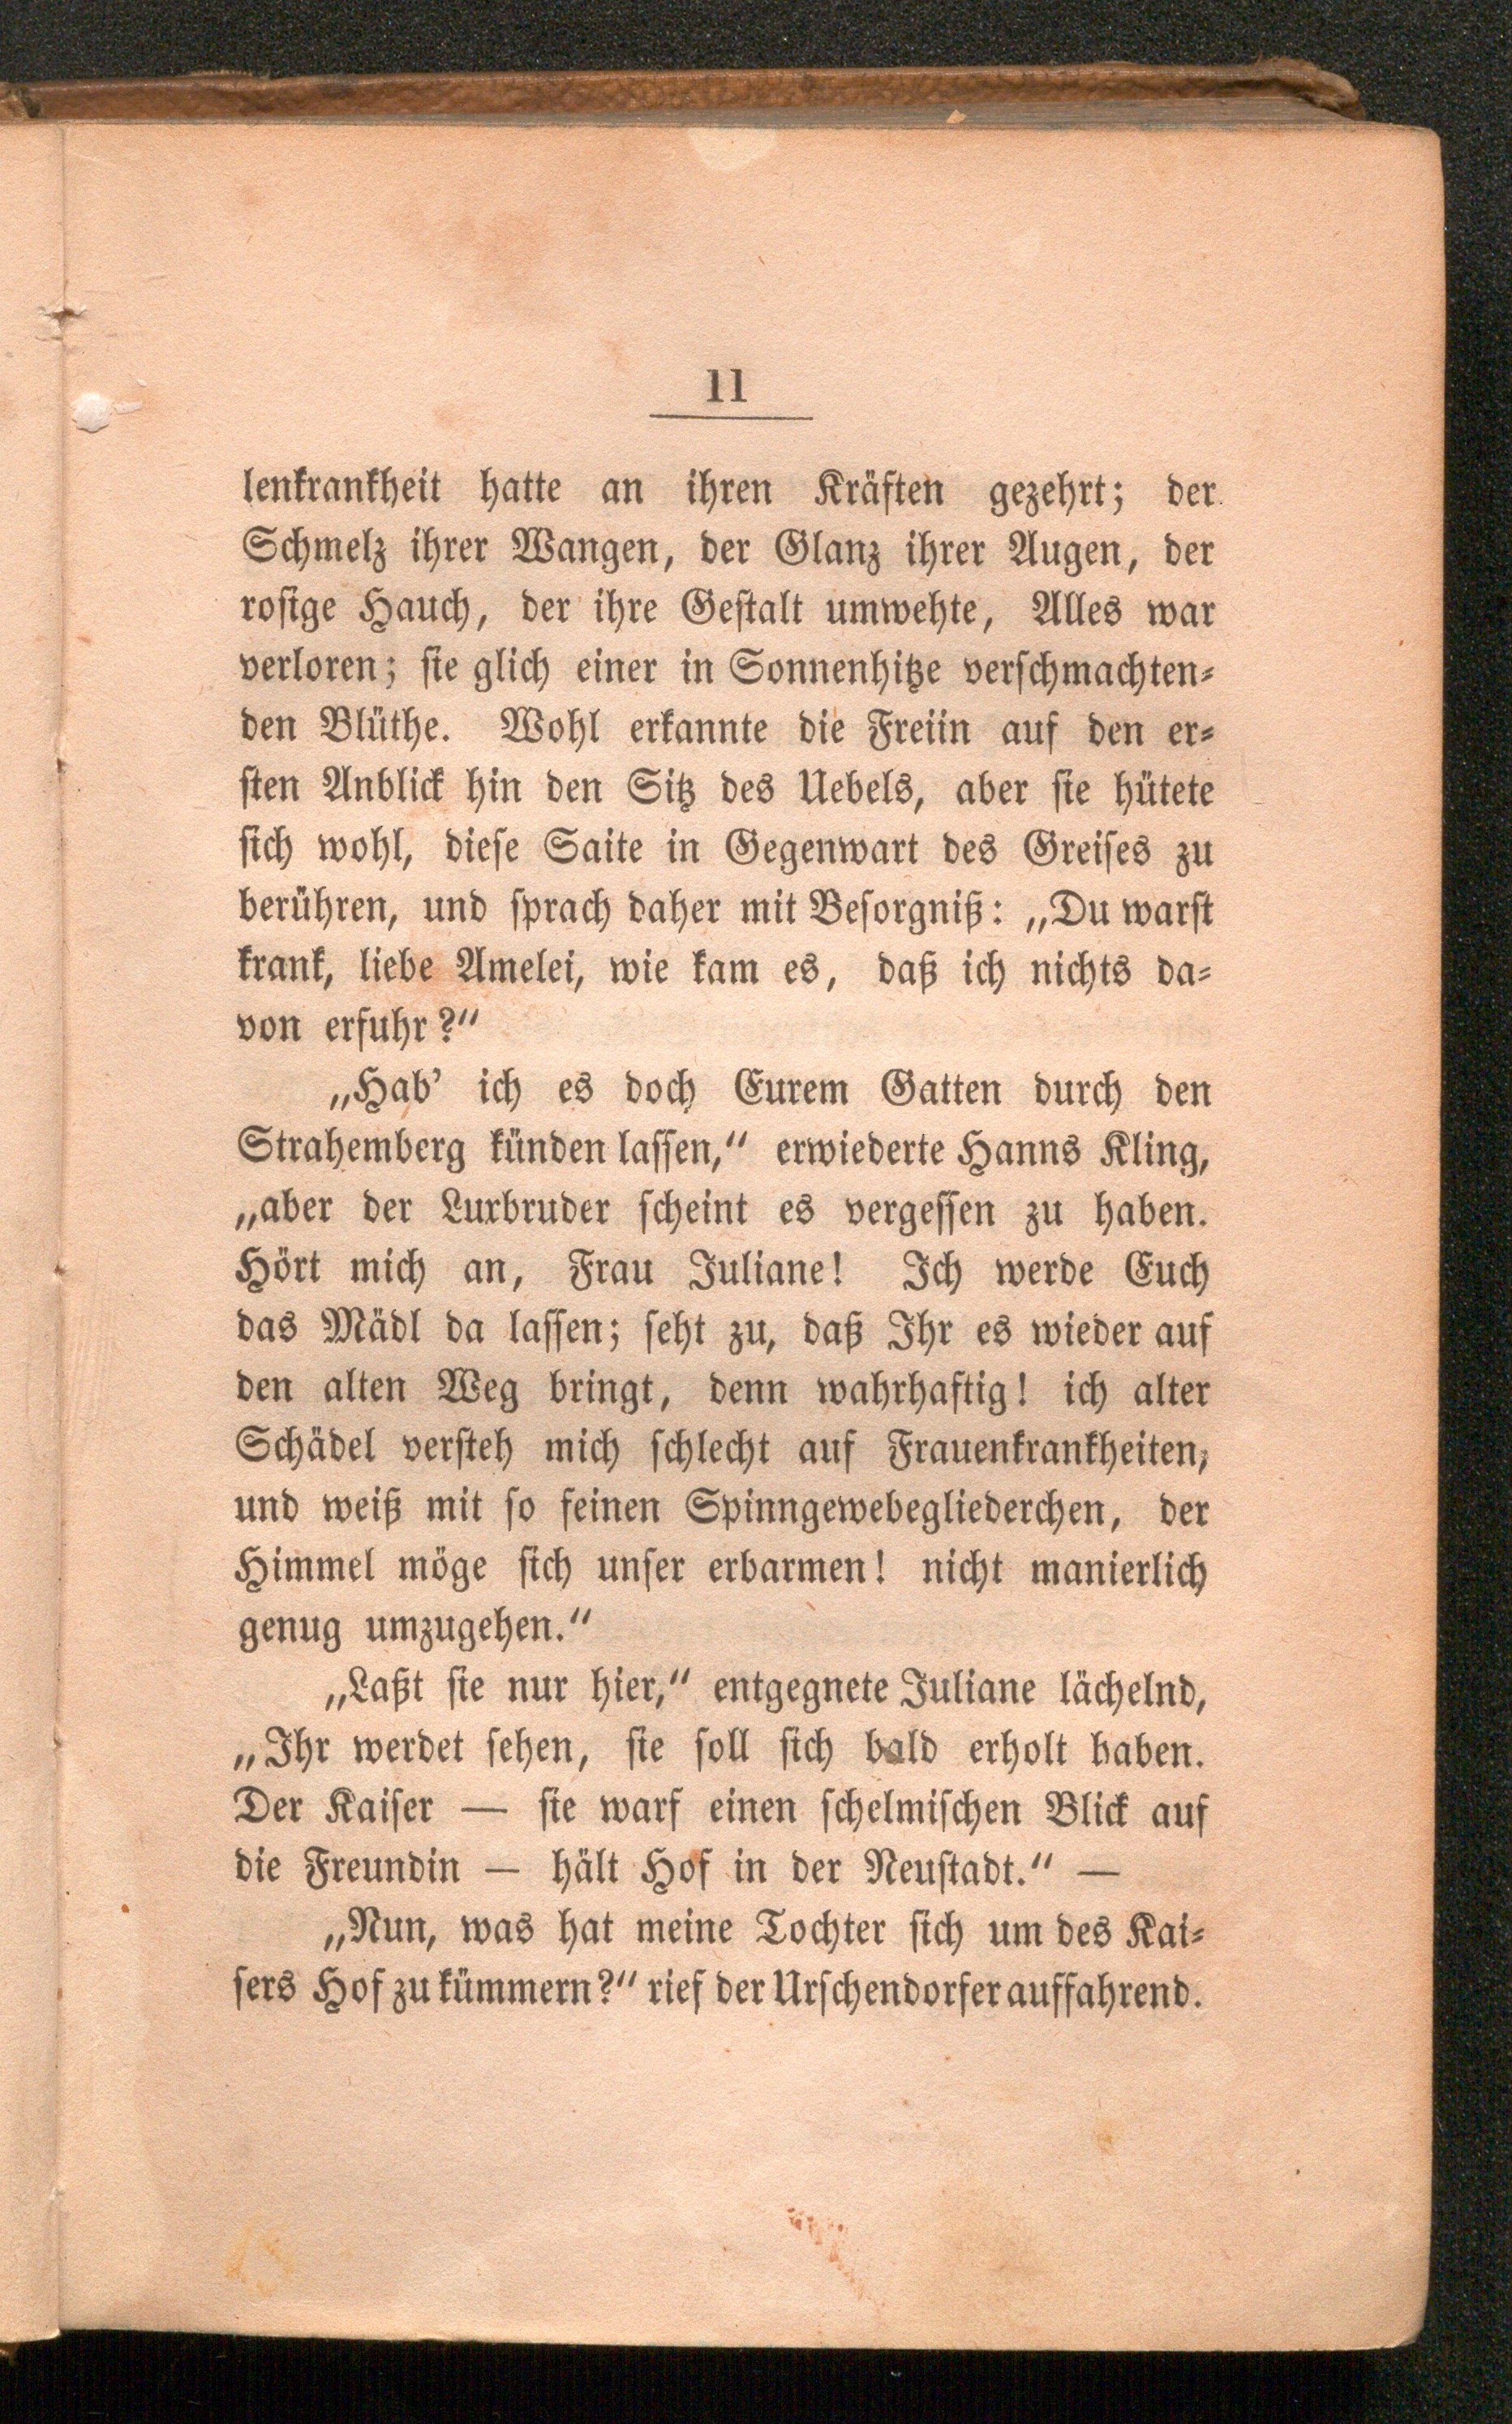 11
lenkrankheit hatte an ihren Kräften gezehrt; der
Schmelz ihrer Wangen, der Glanz ihrer Augen, der
rosige Hauch, der ihre Gestalt umwehte, Alles war
verloren; sie glich einer in Sonnenhitze verschmachten-
den Blüthe. Wohl erkannte die Freiin auf den er-
sten Anblick hin den Sitz des Uebels, aber sie hütete
sich wohl, diese Saite in Gegenwart des Greises zu
berühren, und sprach daher mit Besorgniß: „Du warst
krank, liebe Amelei, wie kam es, daß ich nichts da-
von erfuhr?“
„Hab’ ich es doch Eurem Gatten durch den
Strahemberg künden lassen,“ erwiederte Hanns Kling,
„aber der Luxbruder scheint es vergessen zu haben.
Hört mich an, Frau Juliane! Ich werde Euch
das Mädl da lassen; seht zu, daß Ihr es wieder auf
den alten Weg bringt, denn wahrhaftig! ich alter
Schädel versteh mich schlecht auf Frauenkrankheiten,
und weiß mit so feinen Spinngewebegliederchen, der
Himmel möge sich unser erbarmen! nicht manierlich
genug umzugehen.“
„Laßt sie nur hier,“ entgegnete Juliane lächelnd,
„Ihr werdet sehen, sie soll sich bald erholt haben.
Der Kaiser — sie warf einen schelmischen Blick auf
die Freundin — hält Hof in der Neustadt.“ —
„Nun, was hat meine Tochter sich um des Kai-
sers Hof zu kümmern?“ rief der Urschendorfer auffahrend.